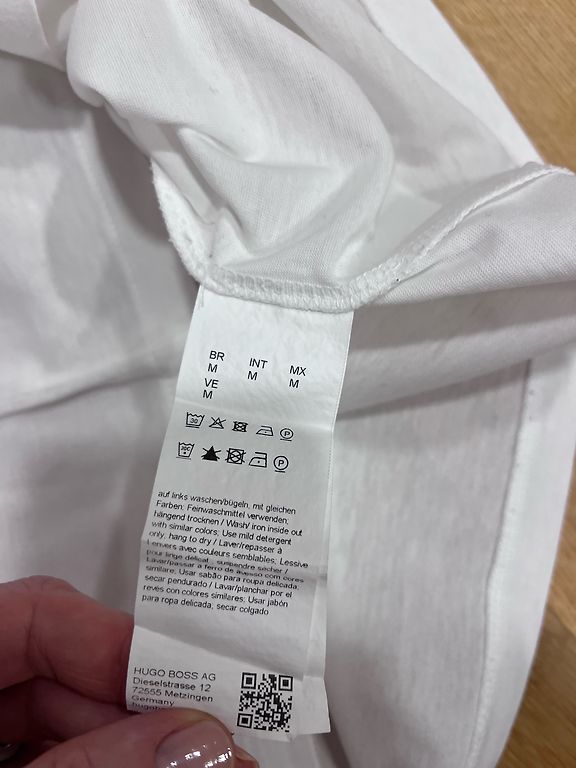 BR INT MX
M M M
VE
M
30 P
30C P
auf links waschen/bügeln, mit gleichen
Farben; Feinwaschmittel verwenden;
hängend trocknen / Wash/ Iron inside out
with similar colors; Use mild detergent
only, hang to dry / Laver/repasser à
l'envers avec couleurs semblables; Lessive
pour linge délicat , suspendre sécher /
Lavar/passar a ferro de avesso com cores
similare; Usar sabão para roupa delicada;
secar pendurado / Lavar/planchar por el
revés con colores similares; Usar jabón
para ropa delicada; secar colgado
HUGO BOSS AG
Dieselstrasse 12
72555 Metzingen
Germany